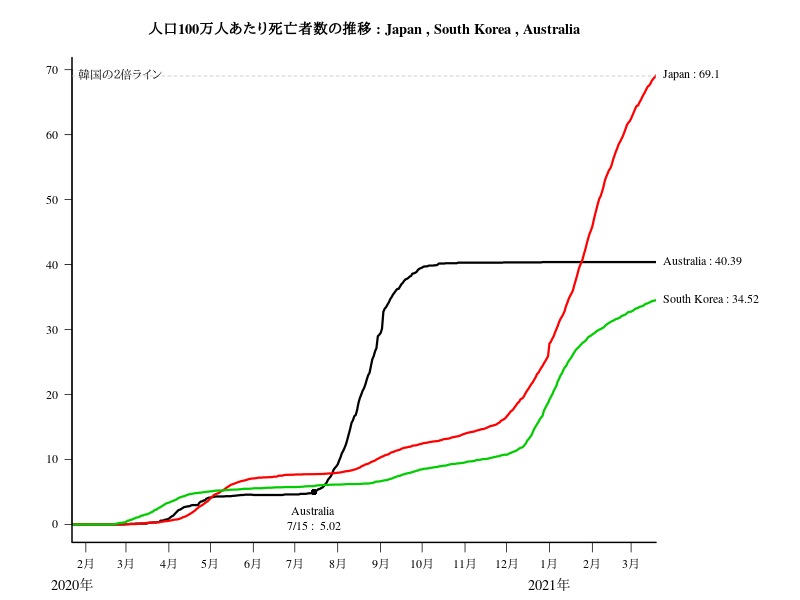 人口100万人あたり死亡者数の推移 : Japan , South Korea , Australia
70
韓国の2倍ライン
Japan : 69.1
60
50
40
Australia : 40.39
South Korea : 34.52
30
20
10
0
Australia
7/15 : 5.02
2月 3月 4月 5月 6月 7月 8月 9月 10月 11月 12月 1月 2月 3月
2020年 2021年